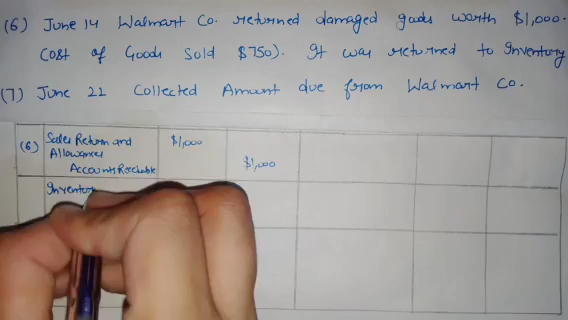 (6) June 14 Walmart Co. returned damaged goods worth $1,000.
Cost of Goods Sold $750). It was returned to Inventory
(7) June 22 Collected Amount due from Walmart Co.
(6) Sales Return and $1,000
Allowances
Accounts Receivable $1,000
Inventory